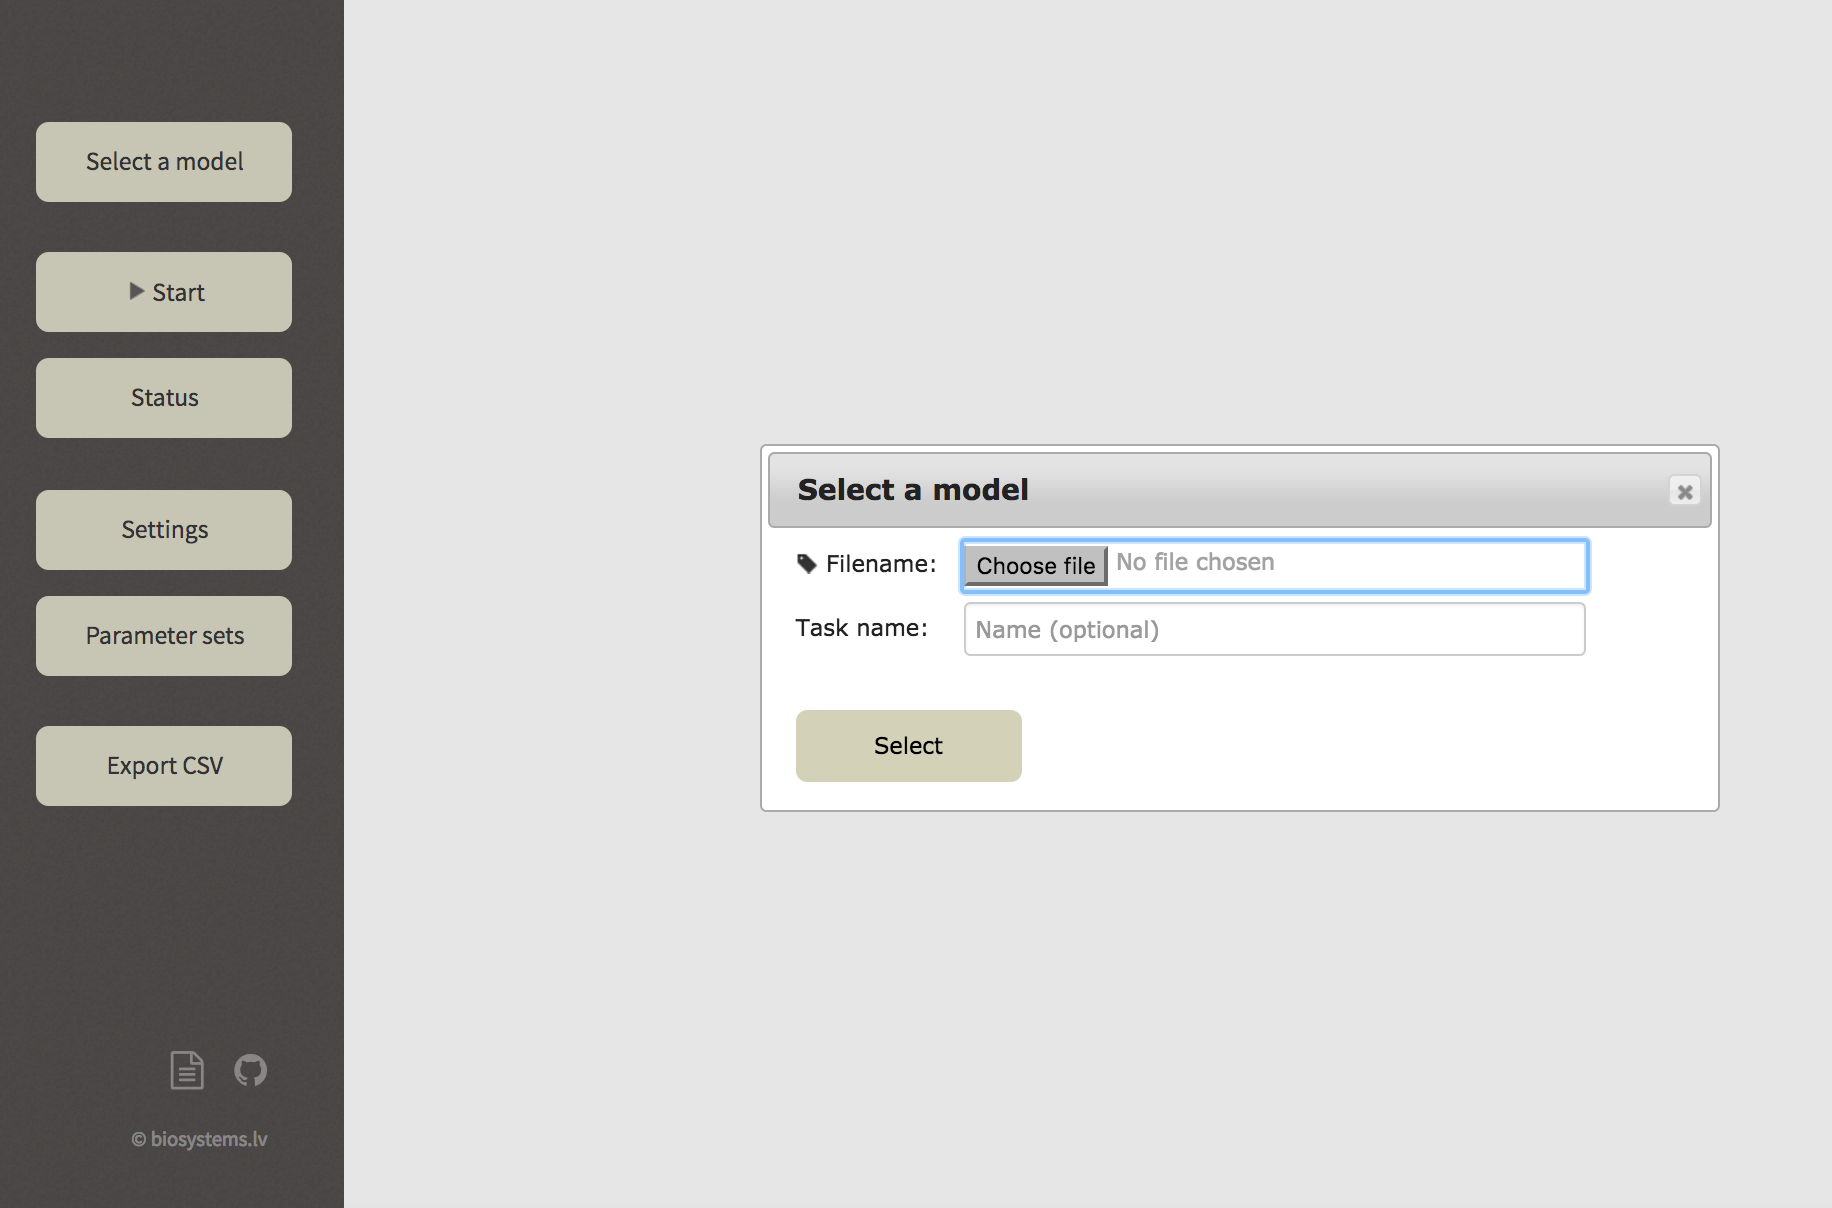 Select a model
Start
Status
Settings
Parameter sets
Export CSV
© biosystems.lv
Select a model
Filename: Choose file No file chosen
Task name: Name (optional)
Select